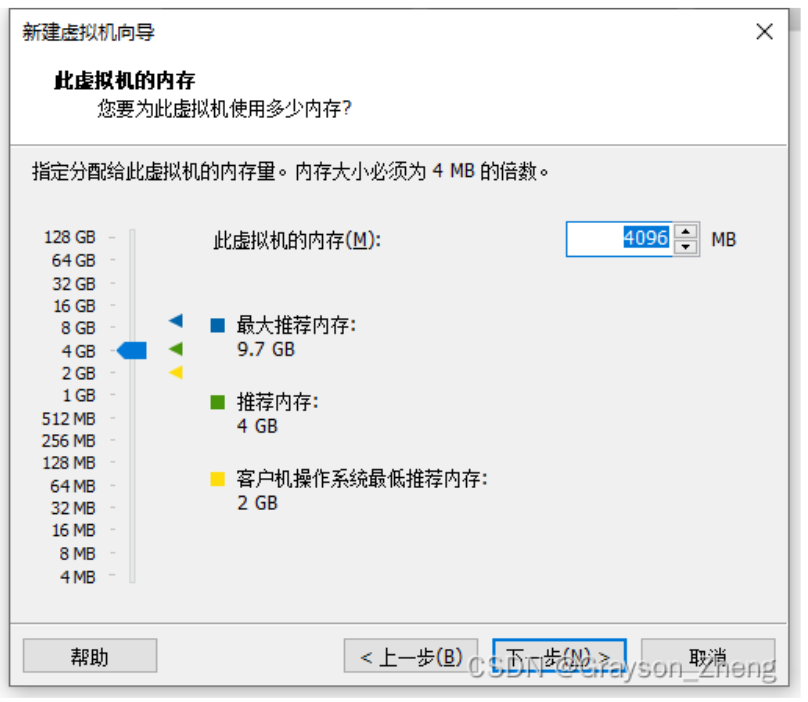 新建虚拟机向导
此虚拟机的内存
您要为此虚拟机使用多少内存?
指定分配给此虚拟机的内存量。内存大小必须为 4 MB 的倍数。
128 GB
64 GB
32 GB
16 GB
8 GB
4 GB
2 GB
1 GB
512 MB
256 MB
128 MB
64 MB
32 MB
16 MB
8 MB
4 MB
此虚拟机的内存(M):
4096 MB
最大推荐内存:
9.7 GB
推荐内存:
4 GB
客户机操作系统最低推荐内存:
2 GB
帮助
< 上一步(B)
下一步(N) >
取消
CSDN @Grayson_Zheng